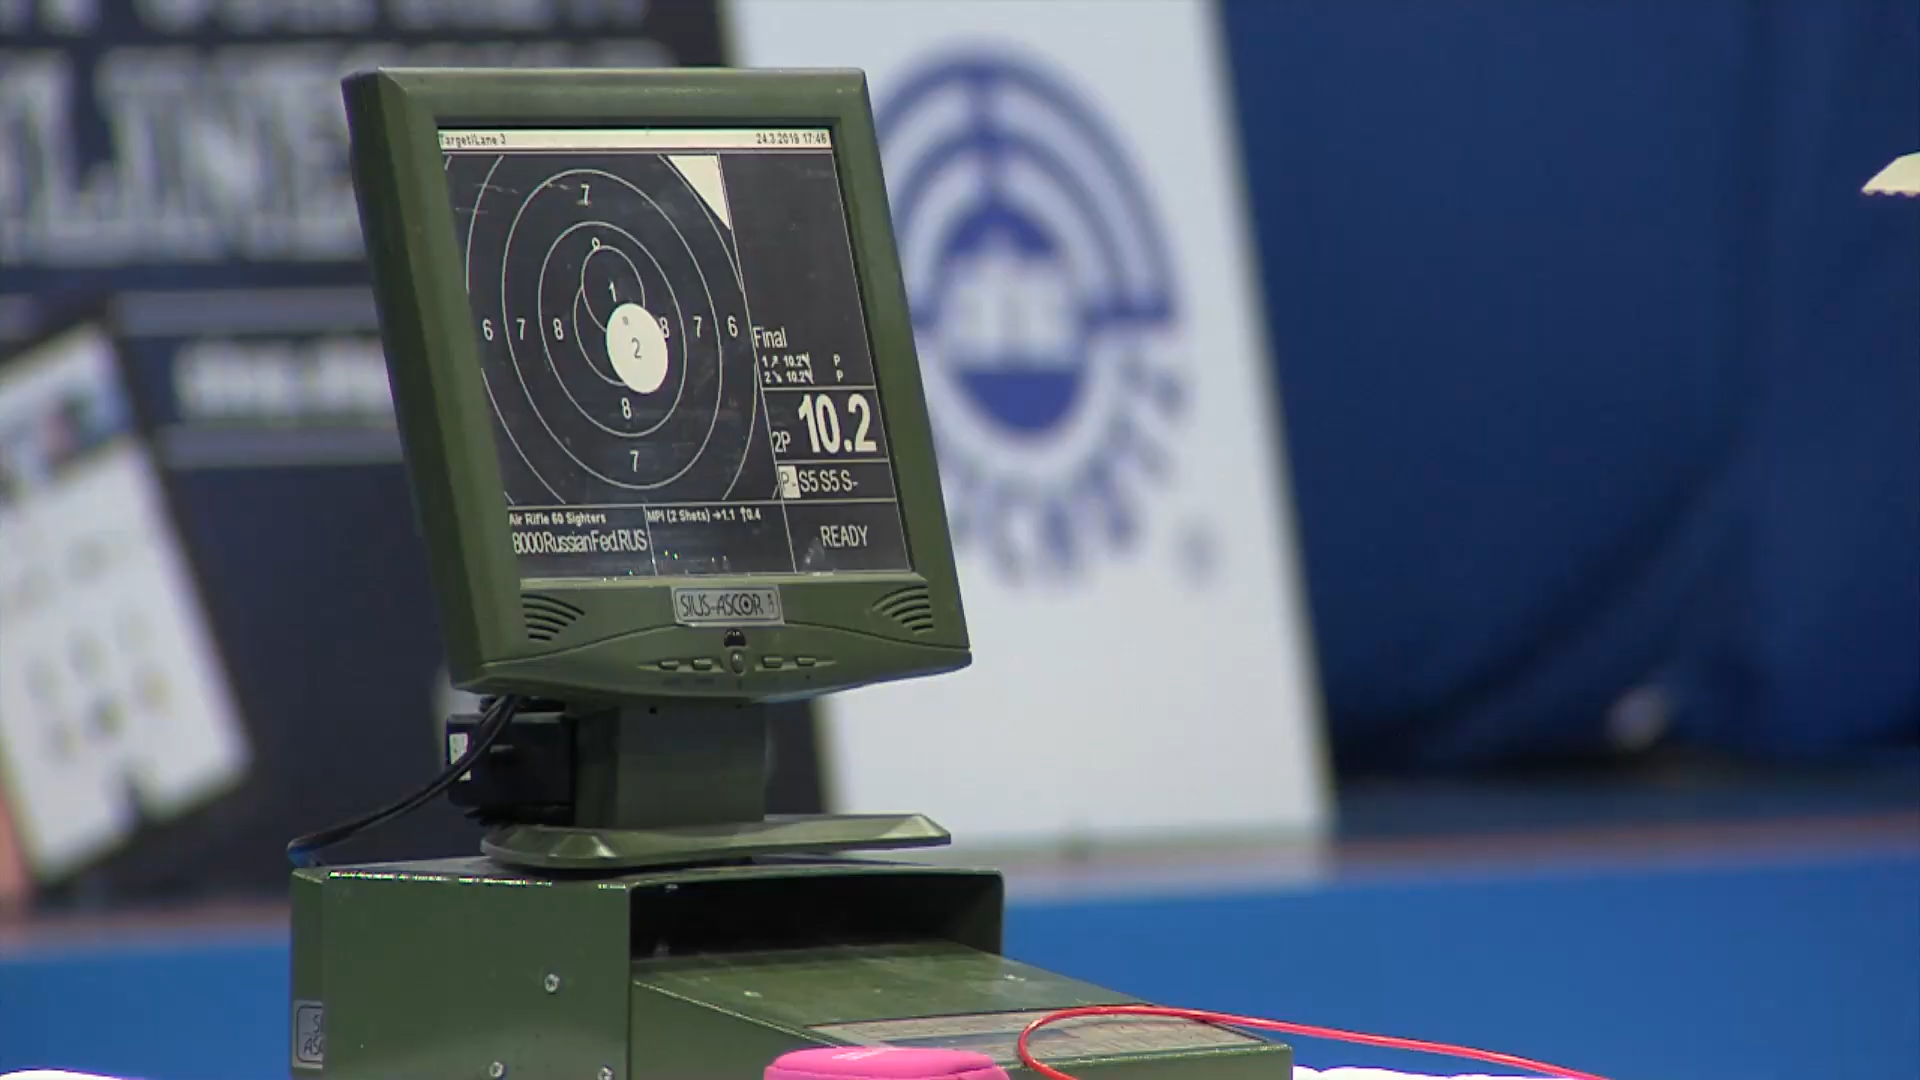 Target/Lane 3 24.3.2019 17:46
7
9
1
6 7 8 8 7 6
2
8
7
Final
1 10.2 P
2 10.2 P
2P 10.2
P- S5 S5 S-
Air Rifle 60 Sighters MPI (2 Shots) →1.1 ↑0.4
8000 Russian Fed. RUS READY
SIUS-ASCOR